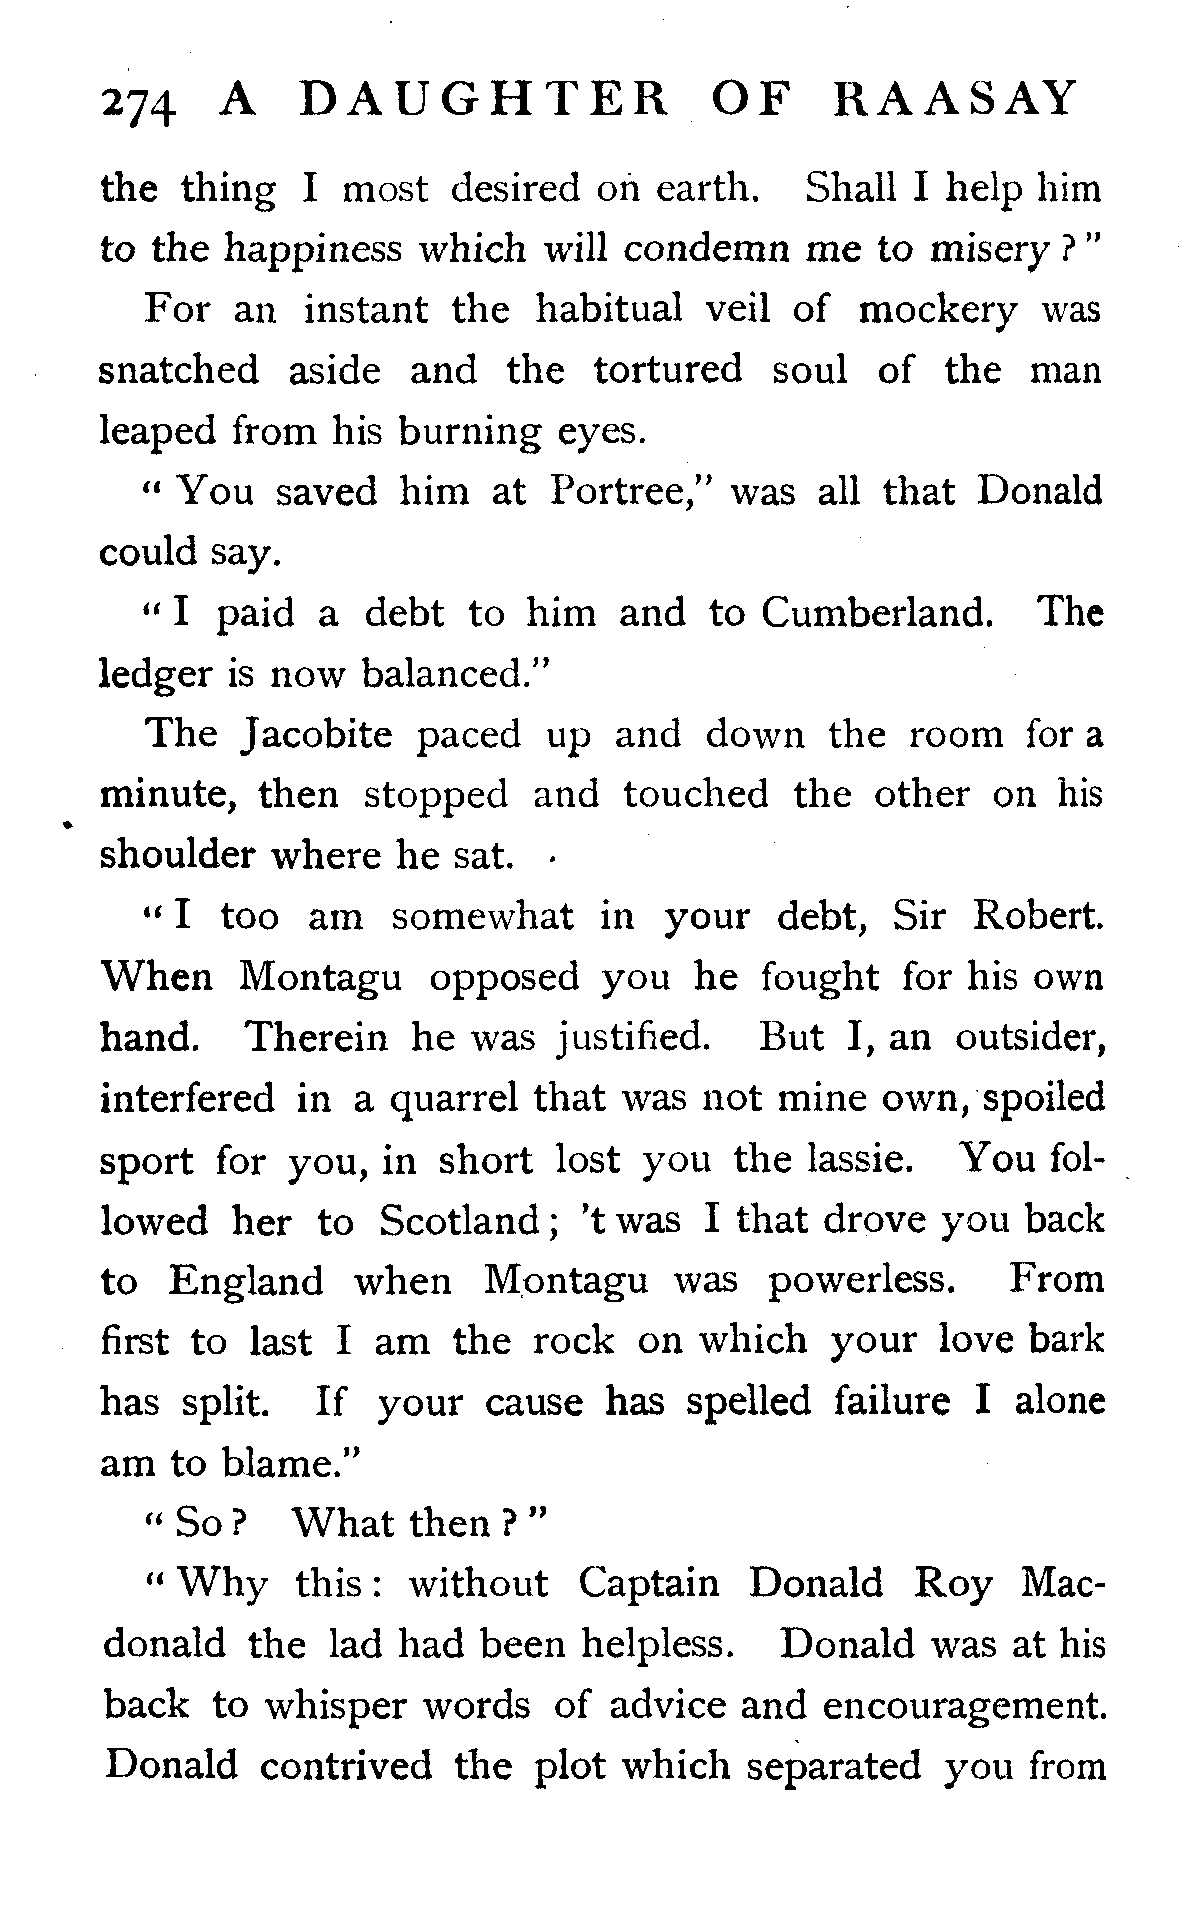 274 A DAUGHTER OF RAASAY
the thing I most desired on earth. Shall I help him
to the happiness which will condemn me to misery ? "
For an instant the habitual veil of mockery was
snatched aside and the tortured soul of the man
leaped from his burning eyes.
" You saved him at Portree," was all that Donald
could say.
" I paid a debt to him and to Cumberland. The
ledger is now balanced."
The Jacobite paced up and down the room for a
minute, then stopped and touched the other on his
shoulder where he sat.
" I too am somewhat in your debt, Sir Robert.
When Montagu opposed you he fought for his own
hand. Therein he was justified. But I, an outsider,
interfered in a quarrel that was not mine own, spoiled
sport for you, in short lost you the lassie. You fol-
lowed her to Scotland ; 't was I that drove you back
to England when Montagu was powerless. From
first to last I am the rock on which your love bark
has split. If your cause has spelled failure I alone
am to blame."
" So ? What then ? "
" Why this : without Captain Donald Roy Mac-
donald the lad had been helpless. Donald was at his
back to whisper words of advice and encouragement.
Donald contrived the plot which separated you from